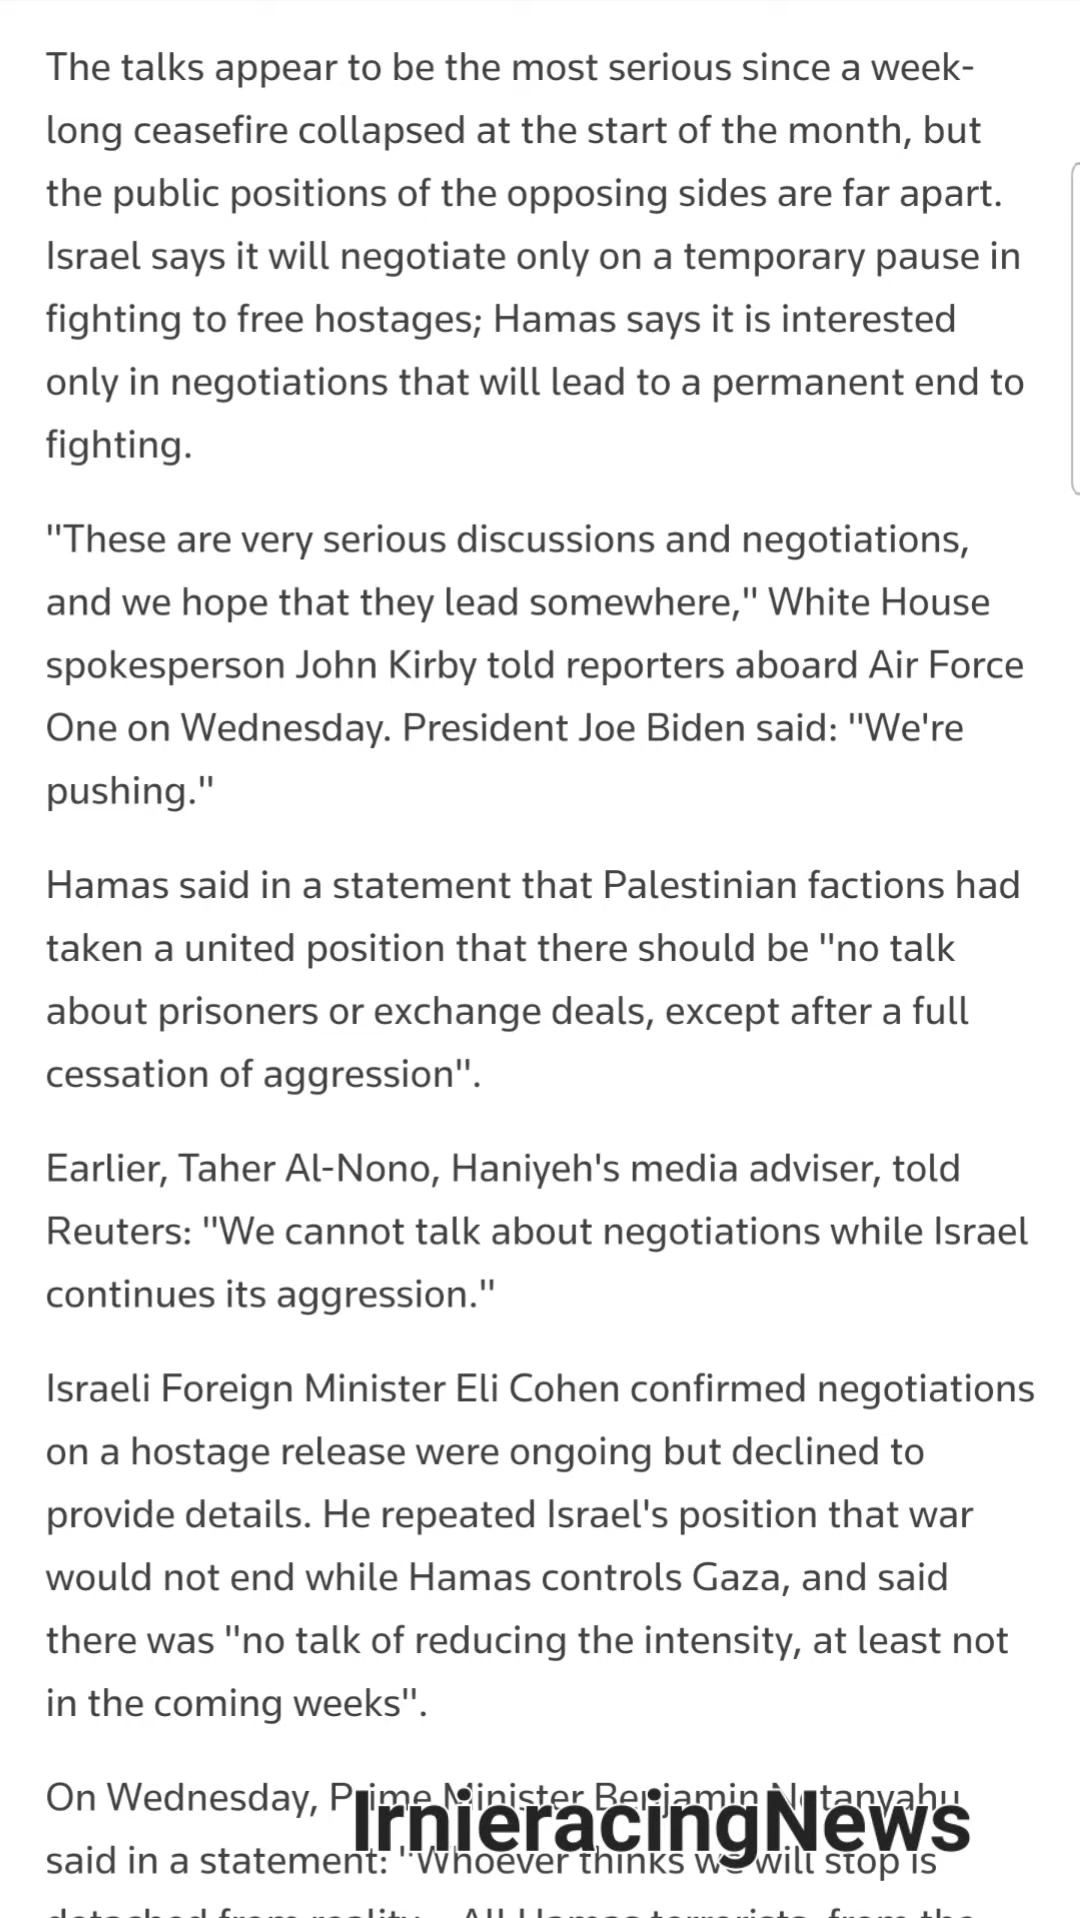 The talks appear to be the most serious since a week-
long ceasefire collapsed at the start of the month, but
the public positions of the opposing sides are far apart.
Israel says it will negotiate only on a temporary pause in
fighting to free hostages; Hamas says it is interested
only in negotiations that will lead to a permanent end to
fighting.
"These are very serious discussions and negotiations,
and we hope that they lead somewhere," White House
spokesperson John Kirby told reporters aboard Air Force
One on Wednesday. President Joe Biden said: "We're
pushing."
Hamas said in a statement that Palestinian factions had
taken a united position that there should be "no talk
about prisoners or exchange deals, except after a full
cessation of aggression".
Earlier, Taher Al-Nono, Haniyeh's media adviser, told
Reuters: "We cannot talk about negotiations while Israel
continues its aggression."
Israeli Foreign Minister Eli Cohen confirmed negotiations
on a hostage release were ongoing but declined to
provide details. He repeated Israel's position that war
would not end while Hamas controls Gaza, and said
there was "no talk of reducing the intensity, at least not
in the coming weeks".
On Wednesday, Prime Minister Benjamin Netanyahu
IrnieracingNews
said in a statement: "Whoever thinks we will stop is
detached from reality... All Hamas terrorists, from the